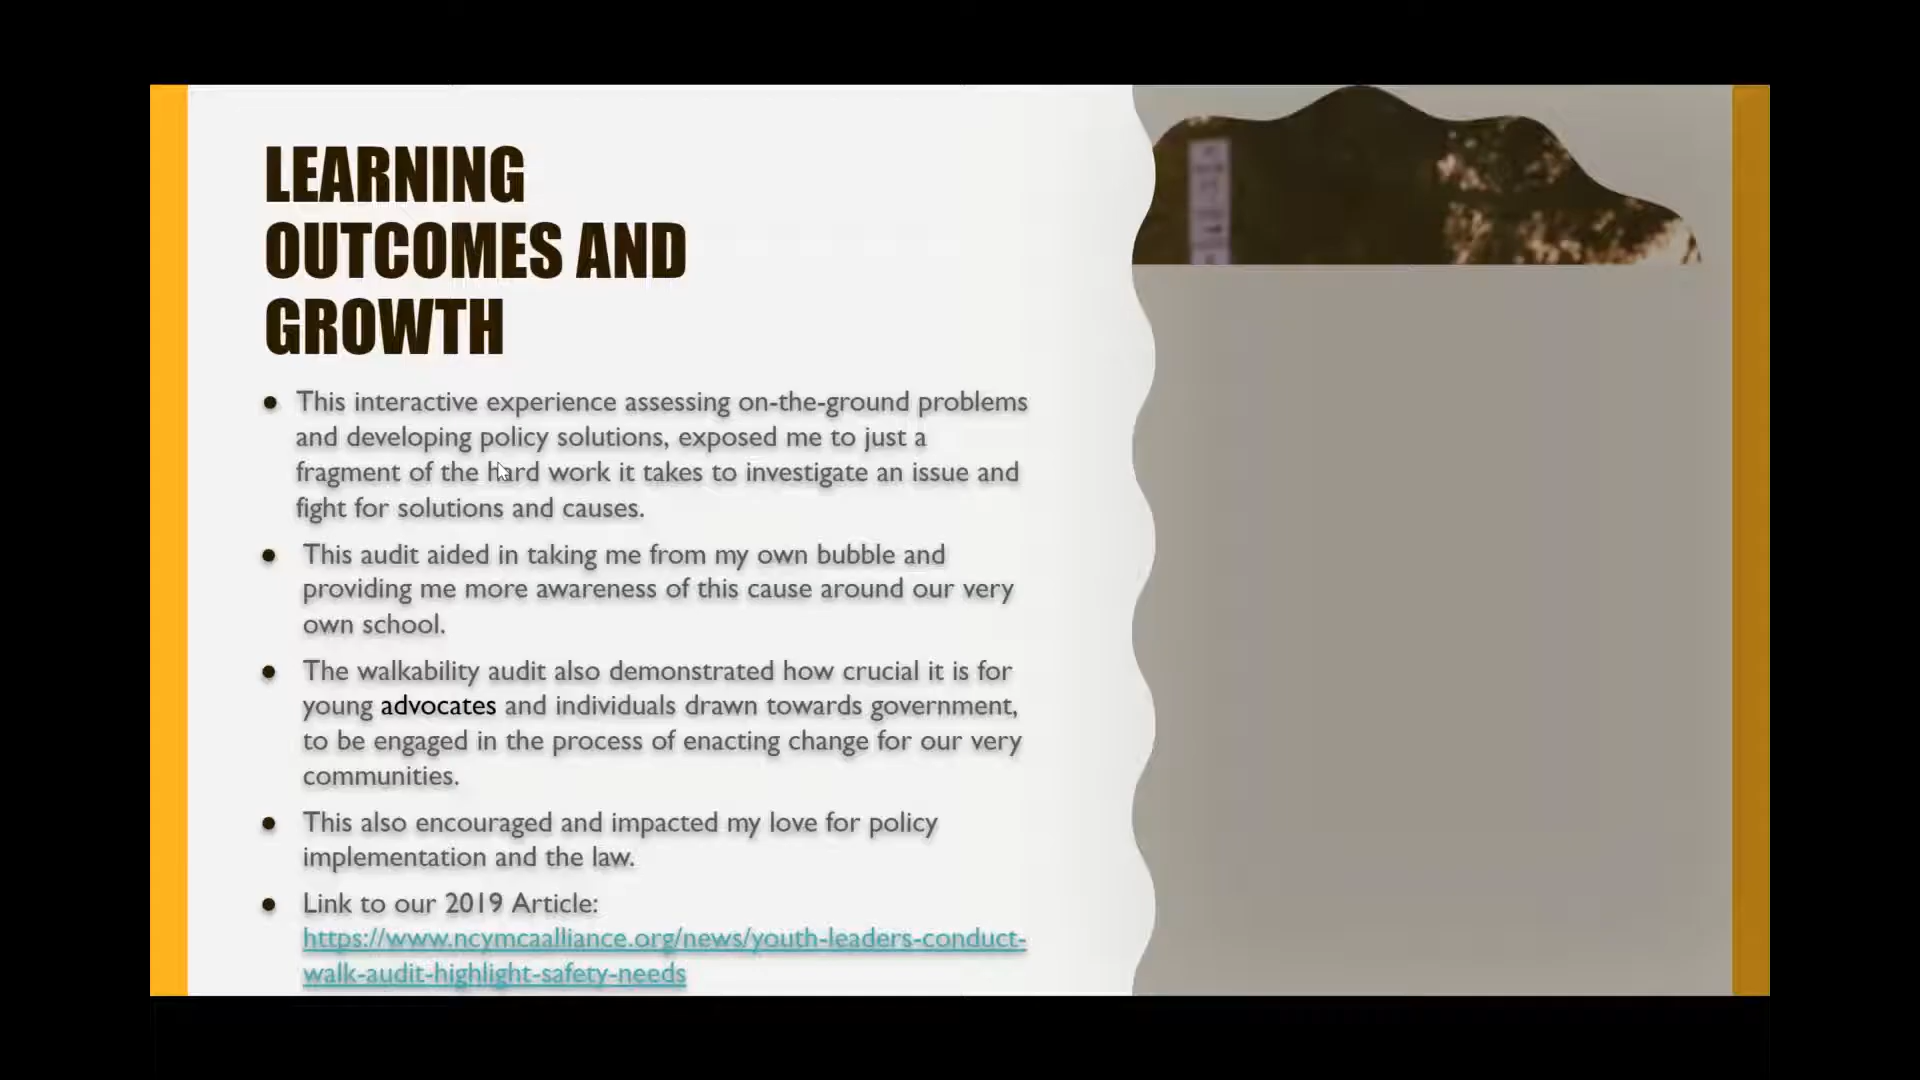 LEARNING
OUTCOMES AND
GROWTH
• This interactive experience assessing on-the-ground problems
and developing policy solutions, exposed me to just a
fragment of the hard work it takes to investigate an issue and
fight for solutions and causes.
• This audit aided in taking me from my own bubble and
providing me more awareness of this cause around our very
own school.
• The walkability audit also demonstrated how crucial it is for
young advocates and individuals drawn towards government,
to be engaged in the process of enacting change for our very
communities.
• This also encouraged and impacted my love for policy
implementation and the law.
• Link to our 2019 Article:
https://www.ncymcaalliance.org/news/youth-leaders-conduct-
walk-audit-highlight-safety-needs